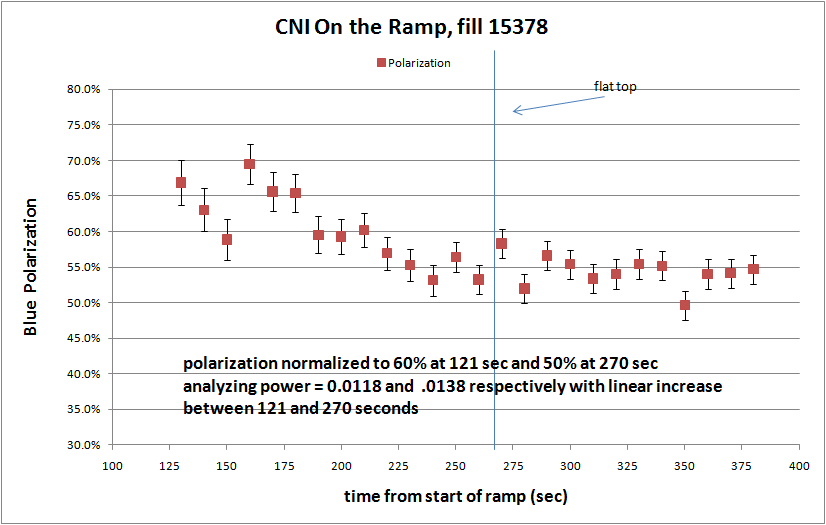 CNI On the Ramp, fill 15378
Polarization
flat top
80.0%
75.0%
70.0%
65.0%
60.0%
55.0%
50.0%
45.0%
40.0%
35.0%
30.0%
Blue Polarization
polarization normalized to 60% at 121 sec and 50% at 270 sec
analyzing power = 0.0118 and .0138 respectively with linear increase
between 121 and 270 seconds
100 125 150 175 200 225 250 275 300 325 350 375 400
time from start of ramp (sec)